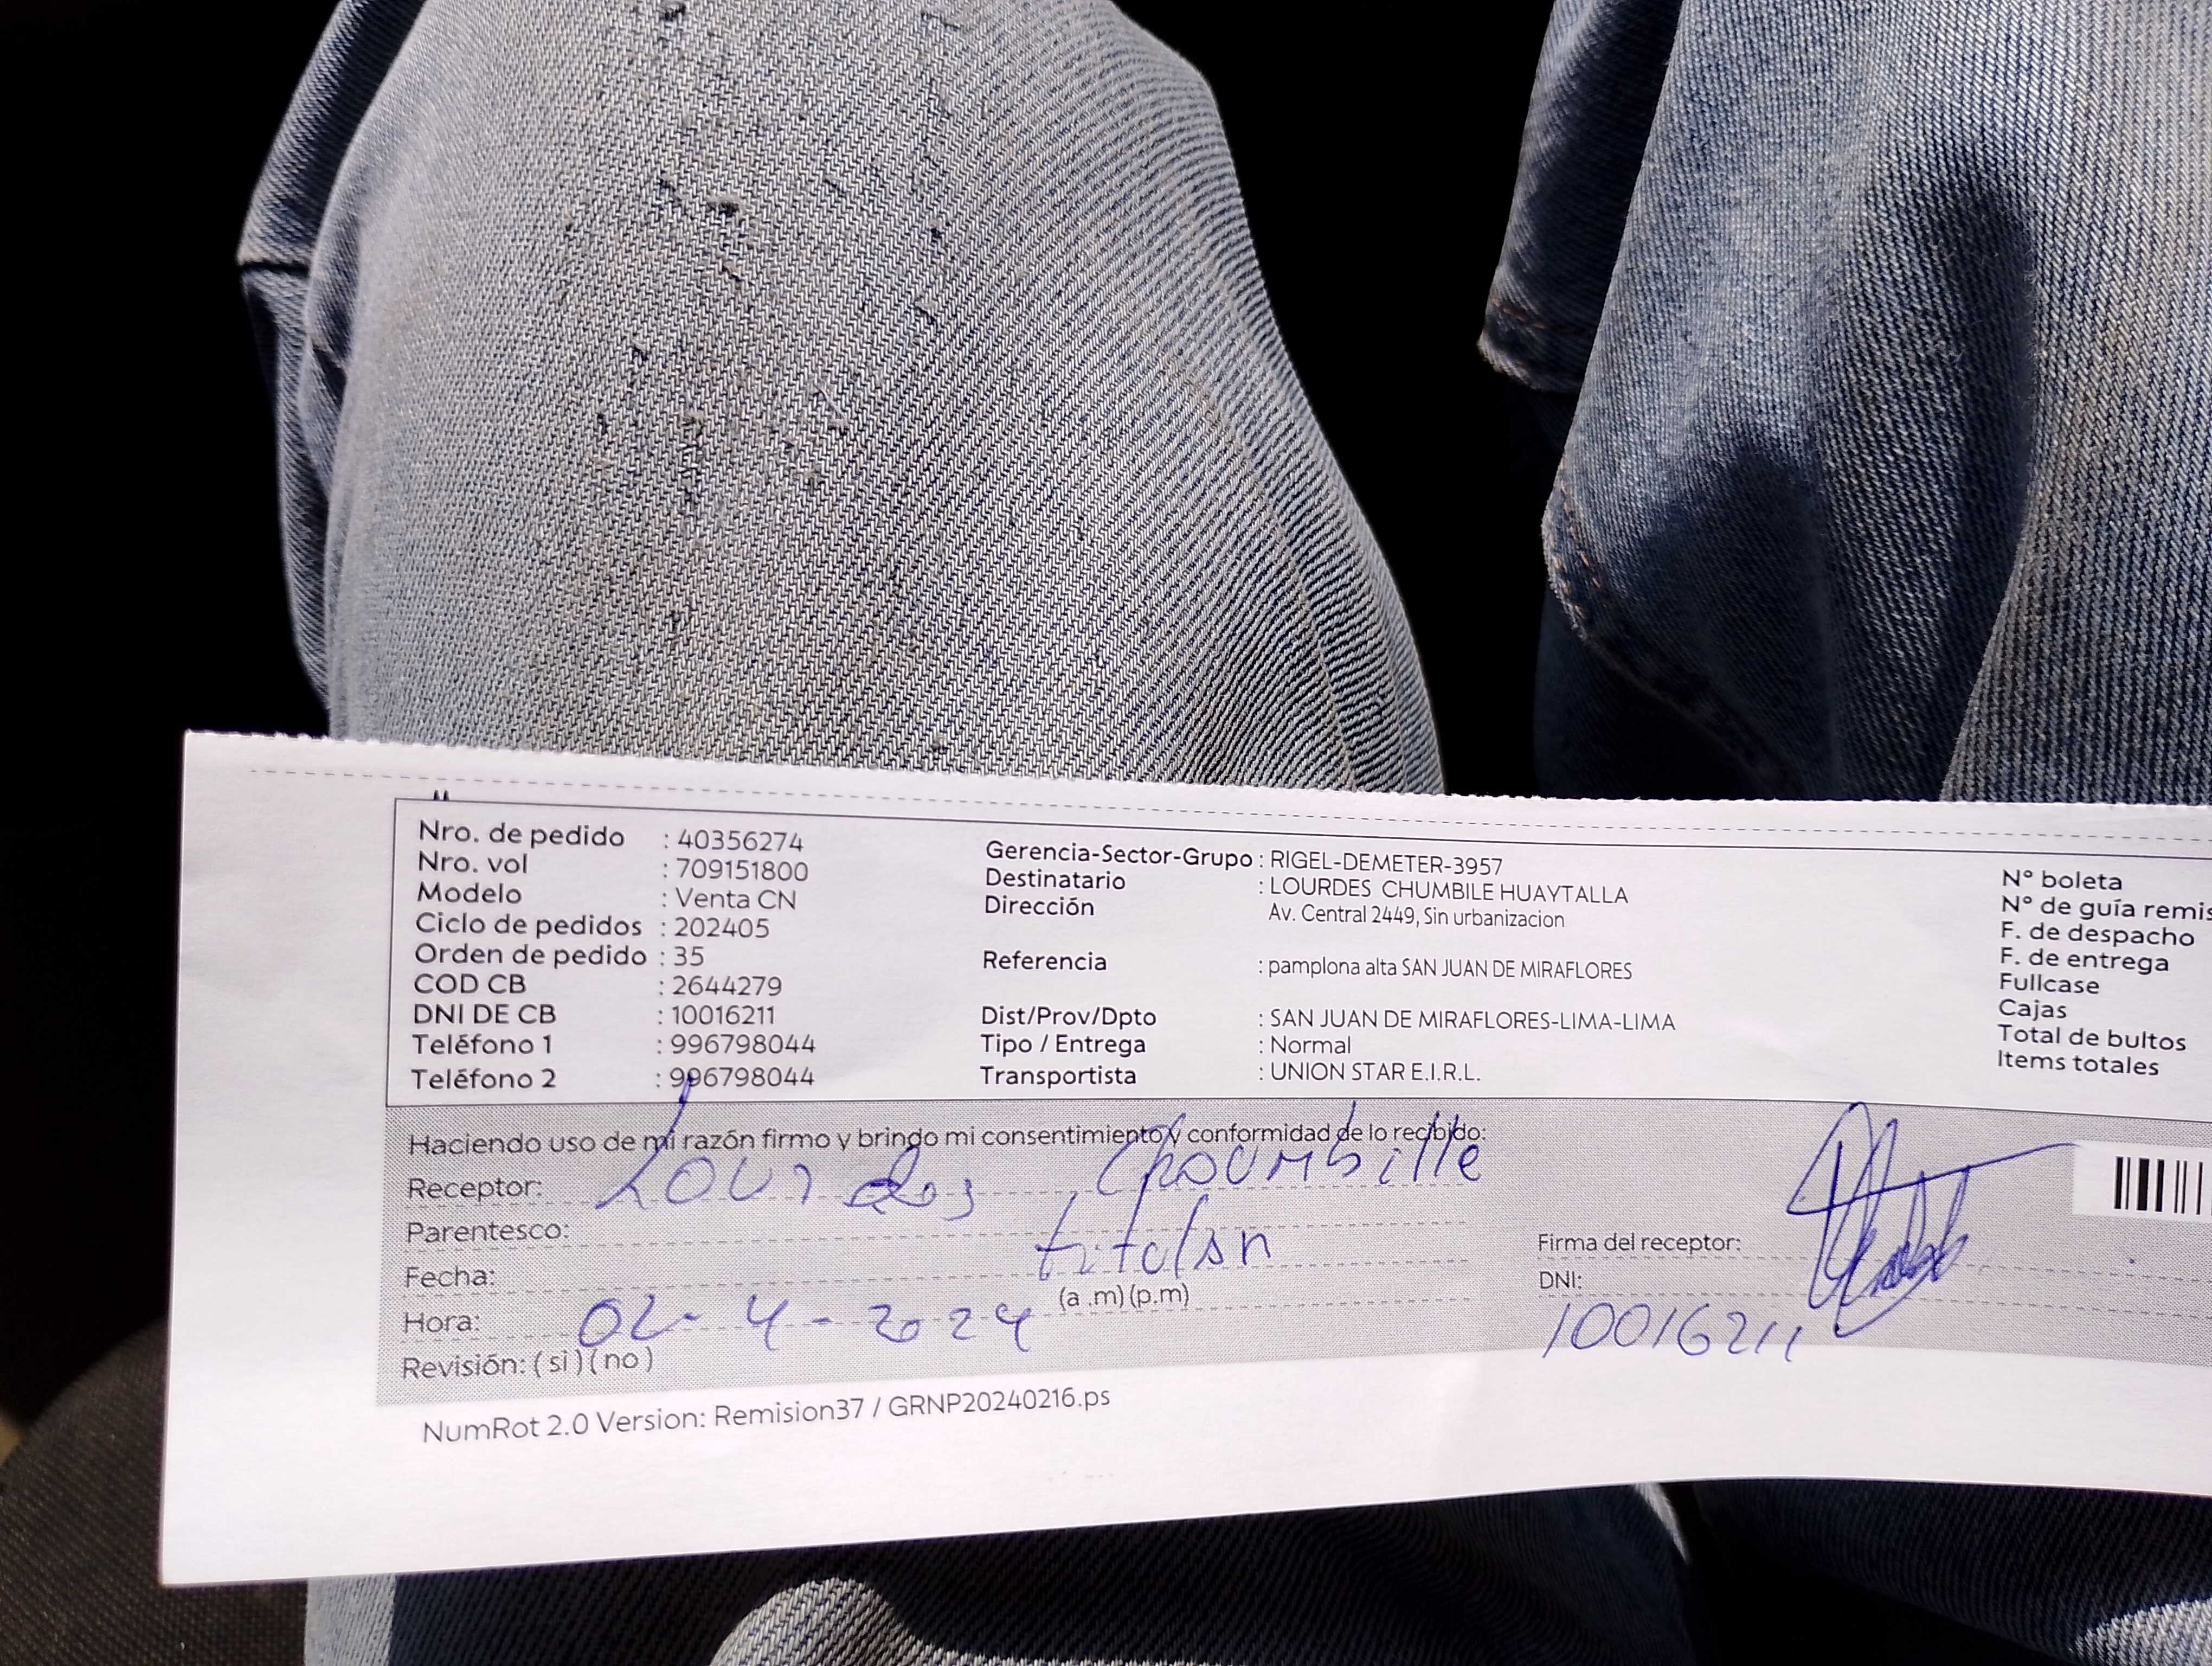 Nro. de pedido : 40356274
Nro. vol : 709151800
Modelo : Venta CN
Ciclo de pedidos : 202405
Orden de pedido : 35
COD CB : 2644279
DNI DE CB : 10016211
Teléfono 1 : 996798044
Teléfono 2 : 996798044
Gerencia-Sector-Grupo : RIGEL-DEMETER-3957
Destinatario : LOURDES CHUMBILE HUAYTALLA
Dirección Av. Central 2449, Sin urbanizacion
Referencia : pamplona alta SAN JUAN DE MIRAFLORES
Dist/Prov/Dpto : SAN JUAN DE MIRAFLORES-LIMA-LIMA
Tipo / Entrega : Normal
Transportista : UNION STAR E.I.R.L.
N° boleta
N° de guía remis
F. de despacho
F. de entrega
Fullcase
Cajas
Total de bultos
Items totales
Haciendo uso de mi razón firmo y brindo mi consentimiento y conformidad de lo recibido:
Receptor: Lourdes Choumbille
Parentesco:
Fecha:
(a .m) (p.m)
Hora: 02-4-2024
Revisión: ( si ) ( no )
Firma del receptor:
DNI:
10016211
NumRot 2.0 Version: Remision37 / GRNP20240216.ps